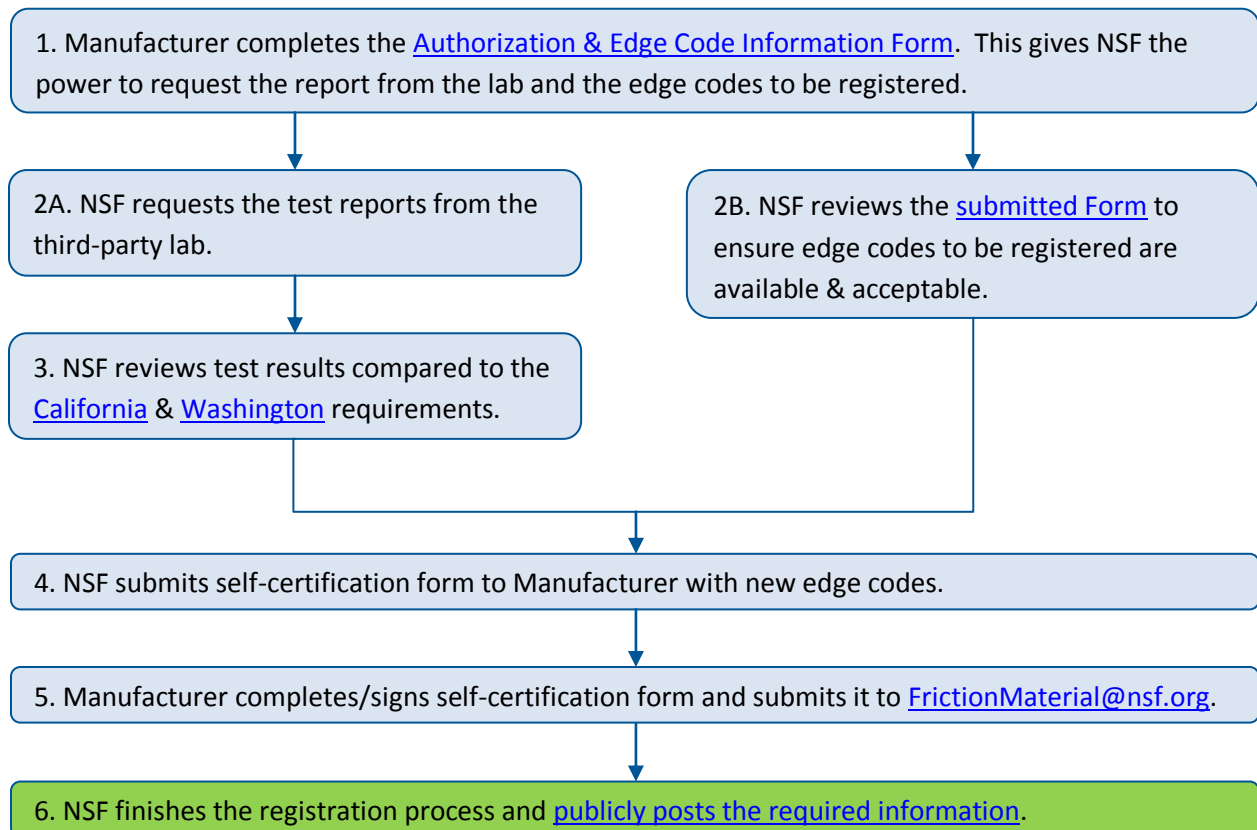 1. Manufacturer completes the Authorization & Edge Code Information Form.  This gives NSF the
power to request the report from the lab and the edge codes to be registered.
2A. NSF requests the test reports from the
third-party lab.
2B. NSF reviews the submitted Form to
ensure edge codes to be registered are
available & acceptable.
3. NSF reviews test results compared to the
California & Washington requirements.
4. NSF submits self-certification form to Manufacturer with new edge codes.
5. Manufacturer completes/signs self-certification form and submits it to FrictionMaterial@nsf.org.
6. NSF finishes the registration process and publicly posts the required information.